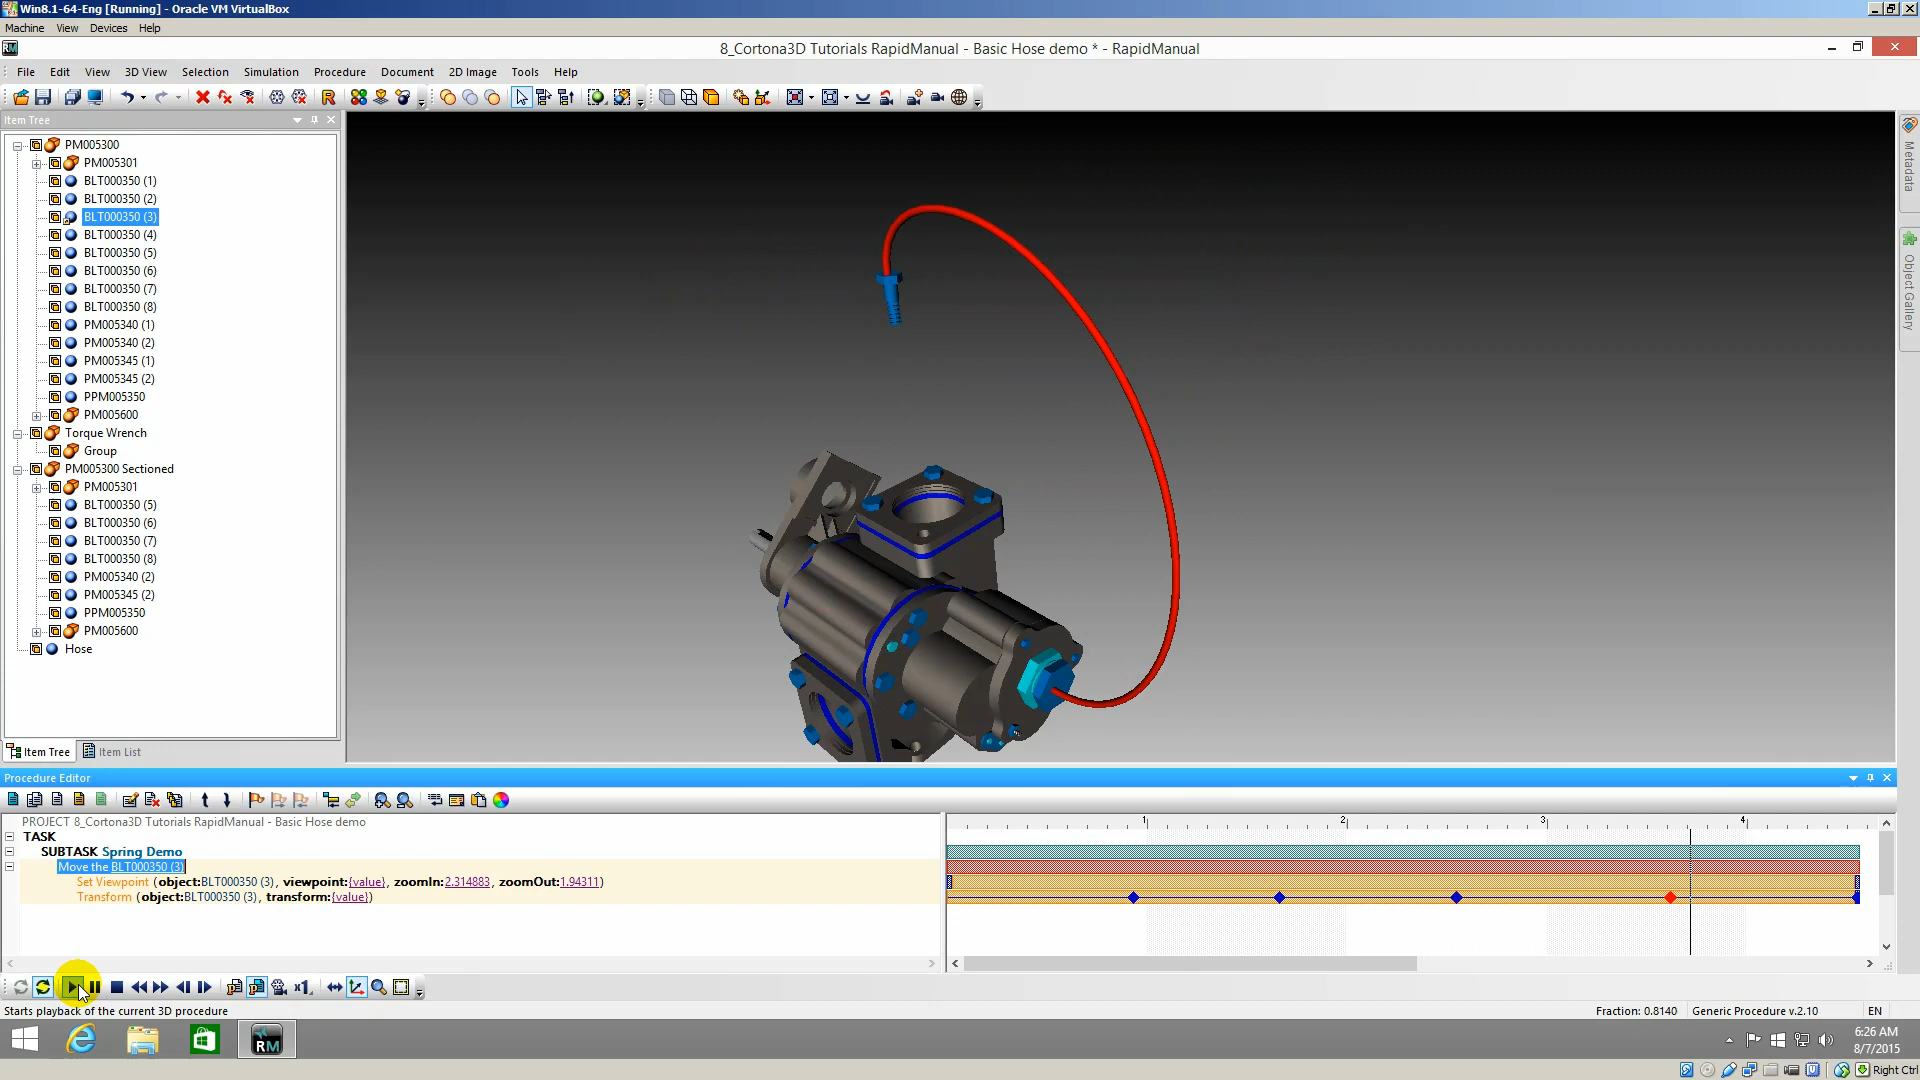 Win8.1-64-Eng [Running] - Oracle VM VirtualBox
Machine View Devices Help
RM 8_Cortona3D Tutorials RapidManual - Basic Hose demo * - RapidManual
File Edit View 3D View Selection Simulation Procedure Document 2D Image Tools Help
Item Tree
PM005300
PM005301
BLT000350 (1)
BLT000350 (2)
BLT000350 (3)
BLT000350 (4)
BLT000350 (5)
BLT000350 (6)
BLT000350 (7)
BLT000350 (8)
PM005340 (1)
PM005340 (2)
PM005345 (1)
PM005345 (2)
PPM005350
PM005600
Torque Wrench
Group
PM005300 Sectioned
PM005301
BLT000350 (5)
BLT000350 (6)
BLT000350 (7)
BLT000350 (8)
PM005340 (2)
PM005345 (2)
PPM005350
PM005600
Hose
Item Tree Item List
Metadata
Object Gallery
Procedure Editor
PROJECT 8_Cortona3D Tutorials RapidManual - Basic Hose demo
TASK
SUBTASK Spring Demo
Move the BLT000350 (3)
Set Viewpoint (object:BLT000350 (3), viewpoint:{value}, zoomIn:2.314883, zoomOut:1.94311)
Transform (object:BLT000350 (3), transform:{value})
1 2 3 4
x1
Starts playback of the current 3D procedure
Fraction: 0.8140 Generic Procedure v.2.10 EN
RM
6:26 AM
8/7/2015
Right Ctrl